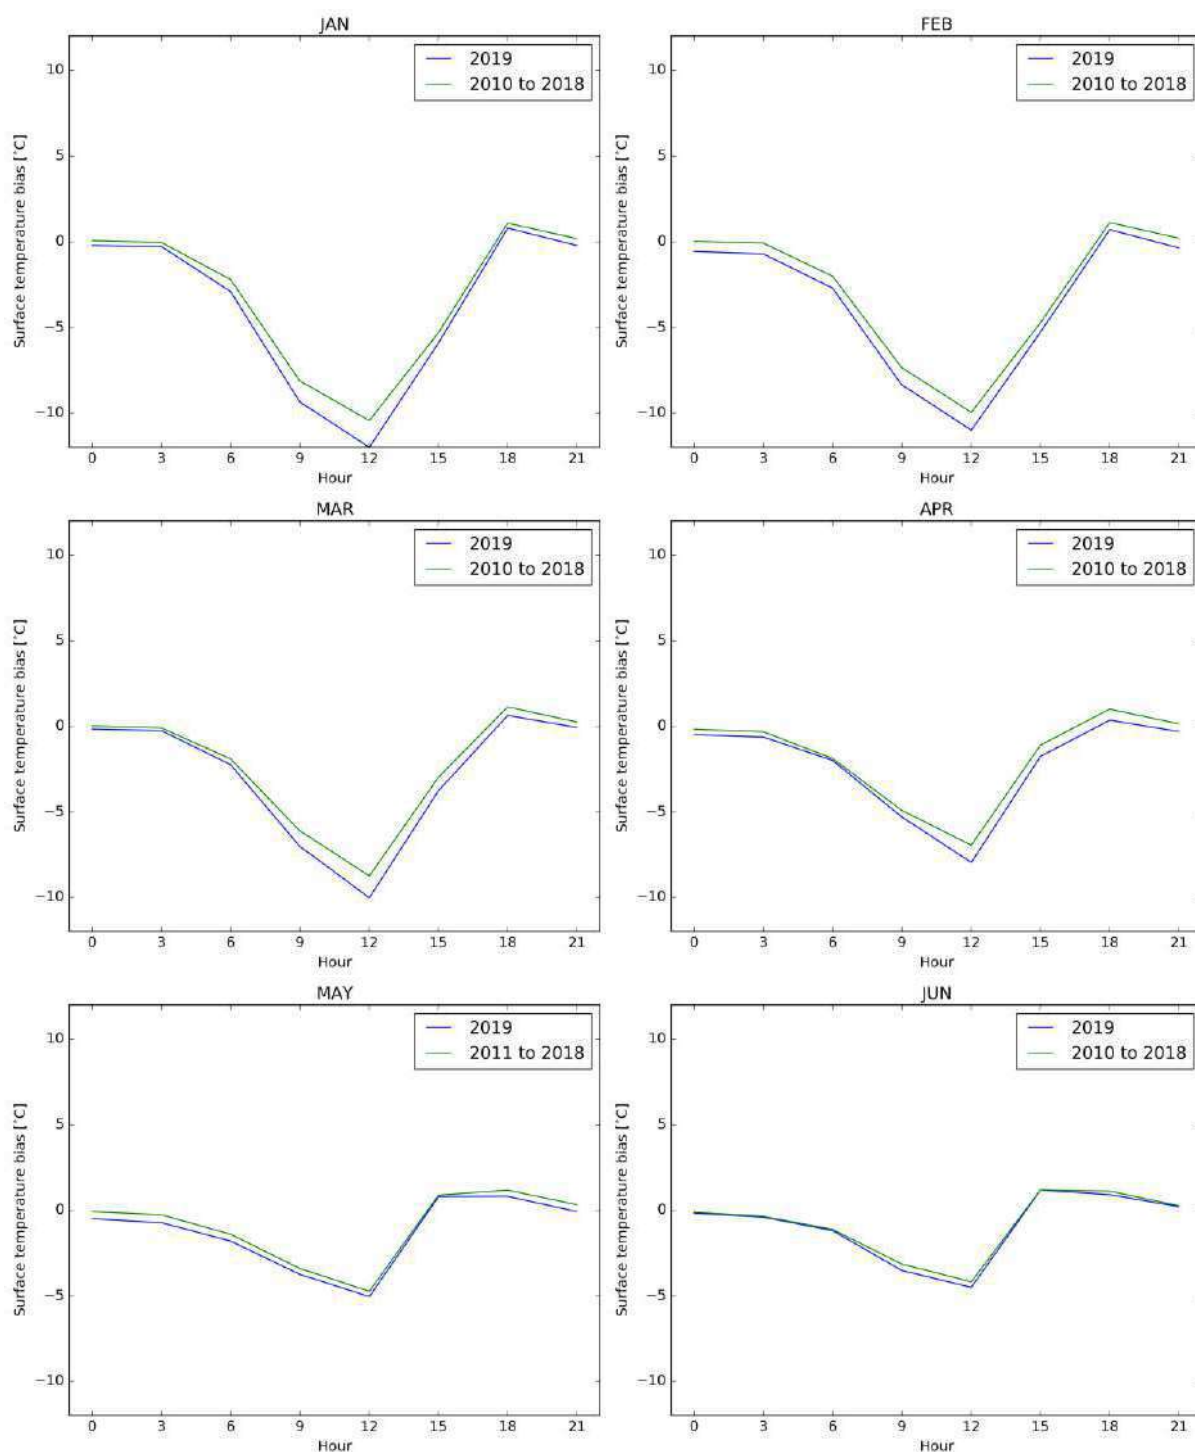 JAN
2019
2010 to 2018
10
5
0
−5
−10
Surface temperature bias [°C]
0 3 6 9 12 15 18 21
Hour
FEB
2019
2010 to 2018
10
5
0
−5
−10
Surface temperature bias [°C]
0 3 6 9 12 15 18 21
Hour
MAR
2019
2010 to 2018
10
5
0
−5
−10
Surface temperature bias [°C]
0 3 6 9 12 15 18 21
Hour
APR
2019
2010 to 2018
10
5
0
−5
−10
Surface temperature bias [°C]
0 3 6 9 12 15 18 21
Hour
MAY
2019
2011 to 2018
10
5
0
−5
−10
Surface temperature bias [°C]
0 3 6 9 12 15 18 21
Hour
JUN
2019
2010 to 2018
10
5
0
−5
−10
Surface temperature bias [°C]
0 3 6 9 12 15 18 21
Hour